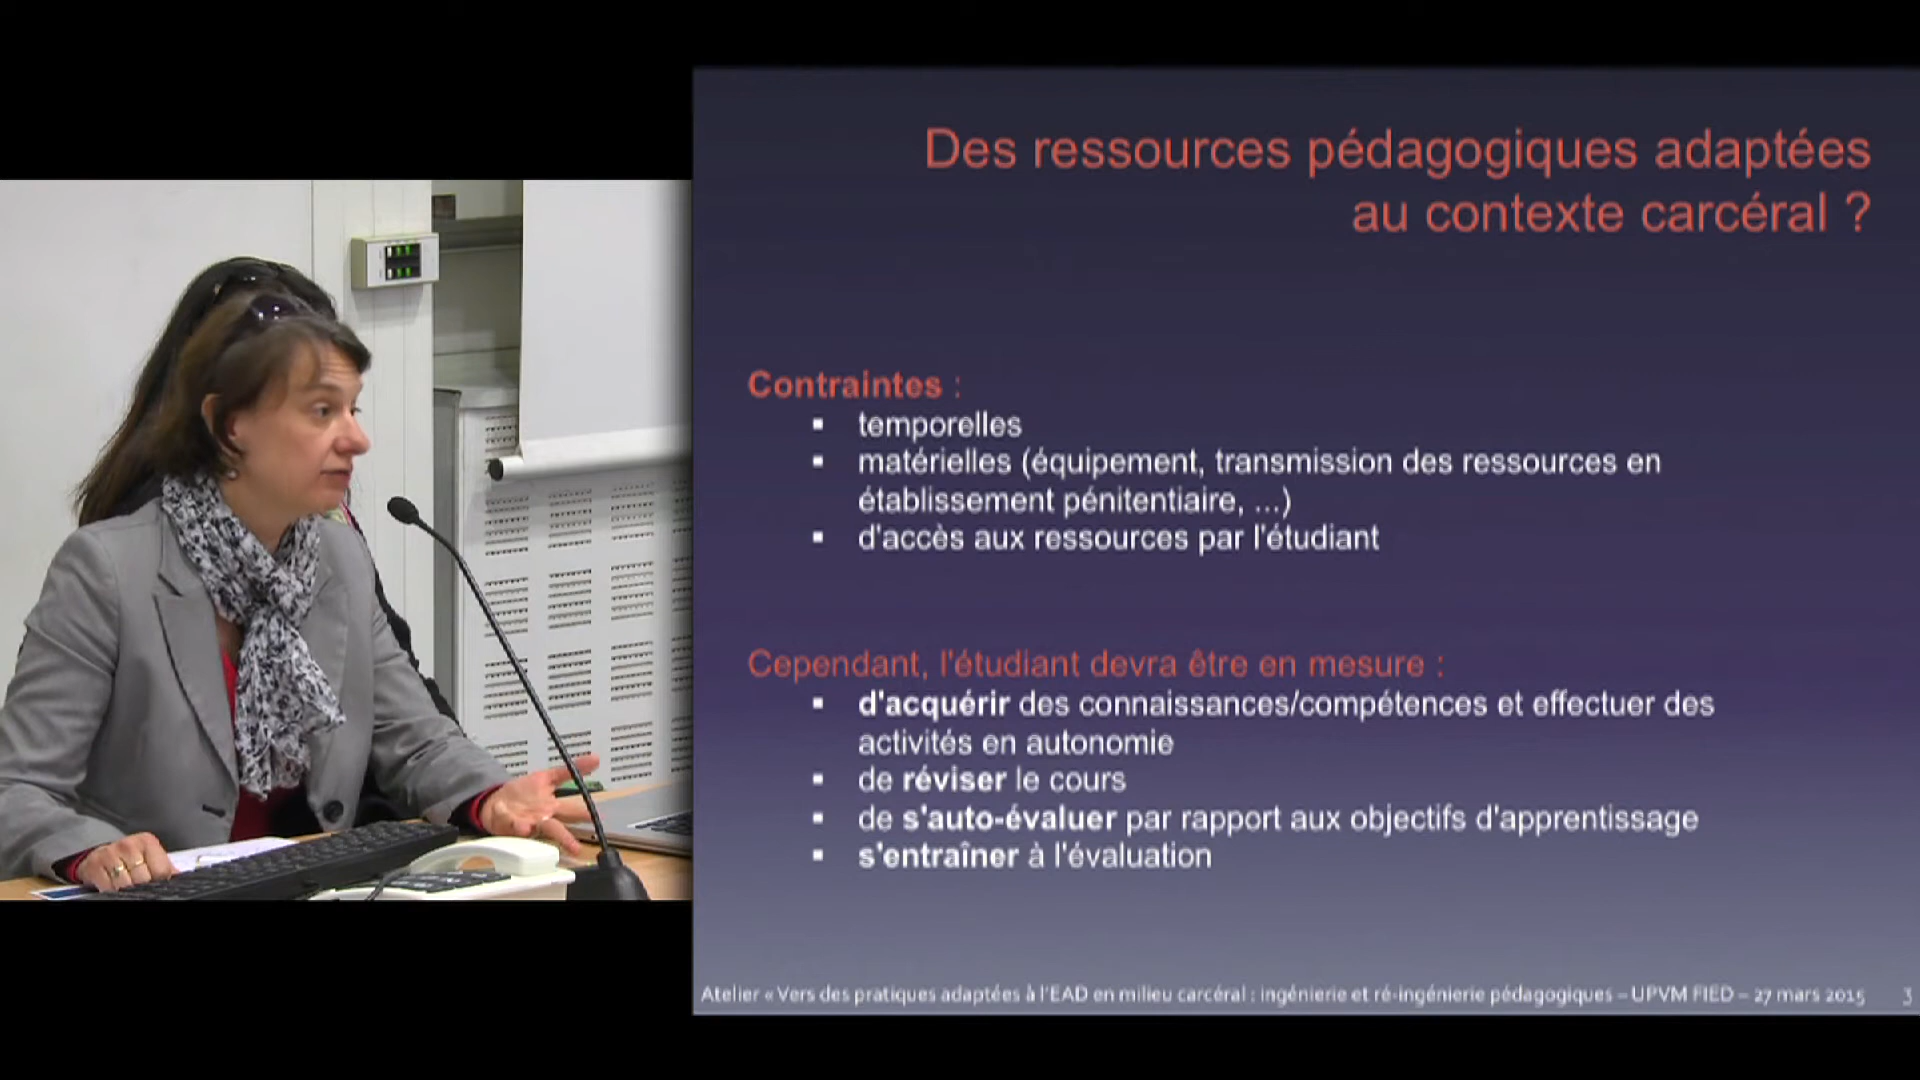 Des ressources pédagogiques adaptées
au contexte carcéral ?
Contraintes :
▪ temporelles
▪ matérielles (équipement, transmission des ressources en
établissement pénitentiaire, ...)
▪ d'accès aux ressources par l'étudiant
Cependant, l'étudiant devra être en mesure :
▪ d'acquérir des connaissances/compétences et effectuer des
activités en autonomie
▪ de réviser le cours
▪ de s'auto-évaluer par rapport aux objectifs d'apprentissage
▪ s'entraîner à l'évaluation
Atelier « Vers des pratiques adaptées à l'EAD en milieu carcéral : ingénierie et ré-ingénierie pédagogiques – UPVM FIED – 27 mars 2015 3